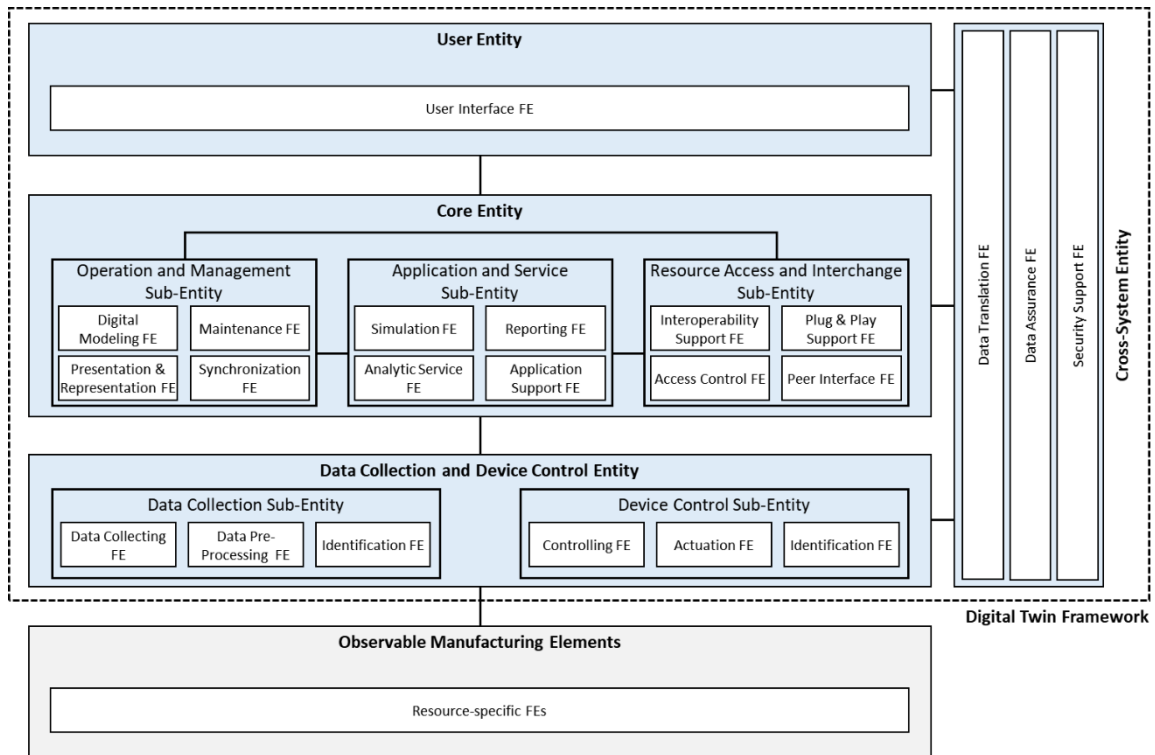 User Entity
User Interface FE
Core Entity
Operation and Management
Sub-Entity
Digital
Modeling FE
Maintenance FE
Presentation &
Representation FE
Synchronization
FE
Application and Service
Sub-Entity
Simulation FE
Reporting FE
Analytic Service
FE
Application
Support FE
Resource Access and Interchange
Sub-Entity
Interoperability
Support FE
Plug & Play
Support FE
Access Control FE
Peer Interface FE
Data Collection and Device Control Entity
Data Collection Sub-Entity
Data Collecting
FE
Data Pre-
Processing FE
Identification FE
Device Control Sub-Entity
Controlling FE
Actuation FE
Identification FE
Data Translation FE
Data Assurance FE
Security Support FE
Cross-System Entity
Digital Twin Framework
Observable Manufacturing Elements
Resource-specific FEs